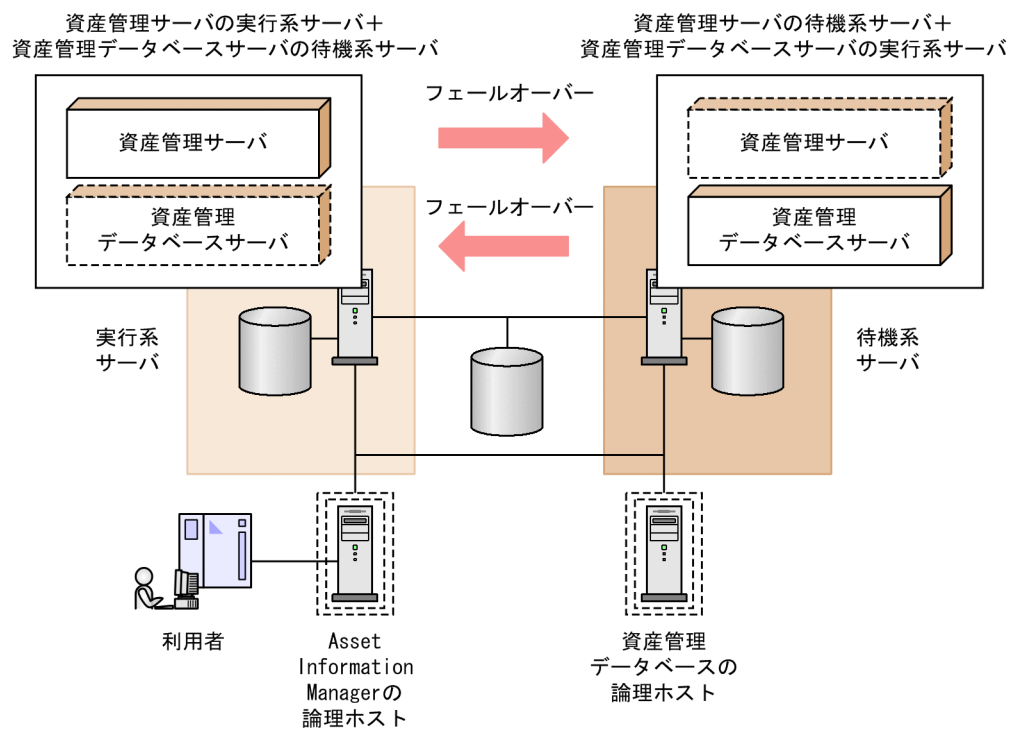 資産管理サーバの実行系サーバ＋
資産管理データベースサーバの待機系サーバ
資産管理サーバの待機系サーバ＋
資産管理データベースサーバの実行系サーバ
フェールオーバー
資産管理サーバ
資産管理サーバ
フェールオーバー
資産管理
データベースサーバ
資産管理
データベースサーバ
実行系
サーバ
待機系
サーバ
利用者
Asset
Information
Managerの
論理ホスト
資産管理
データベースの
論理ホスト